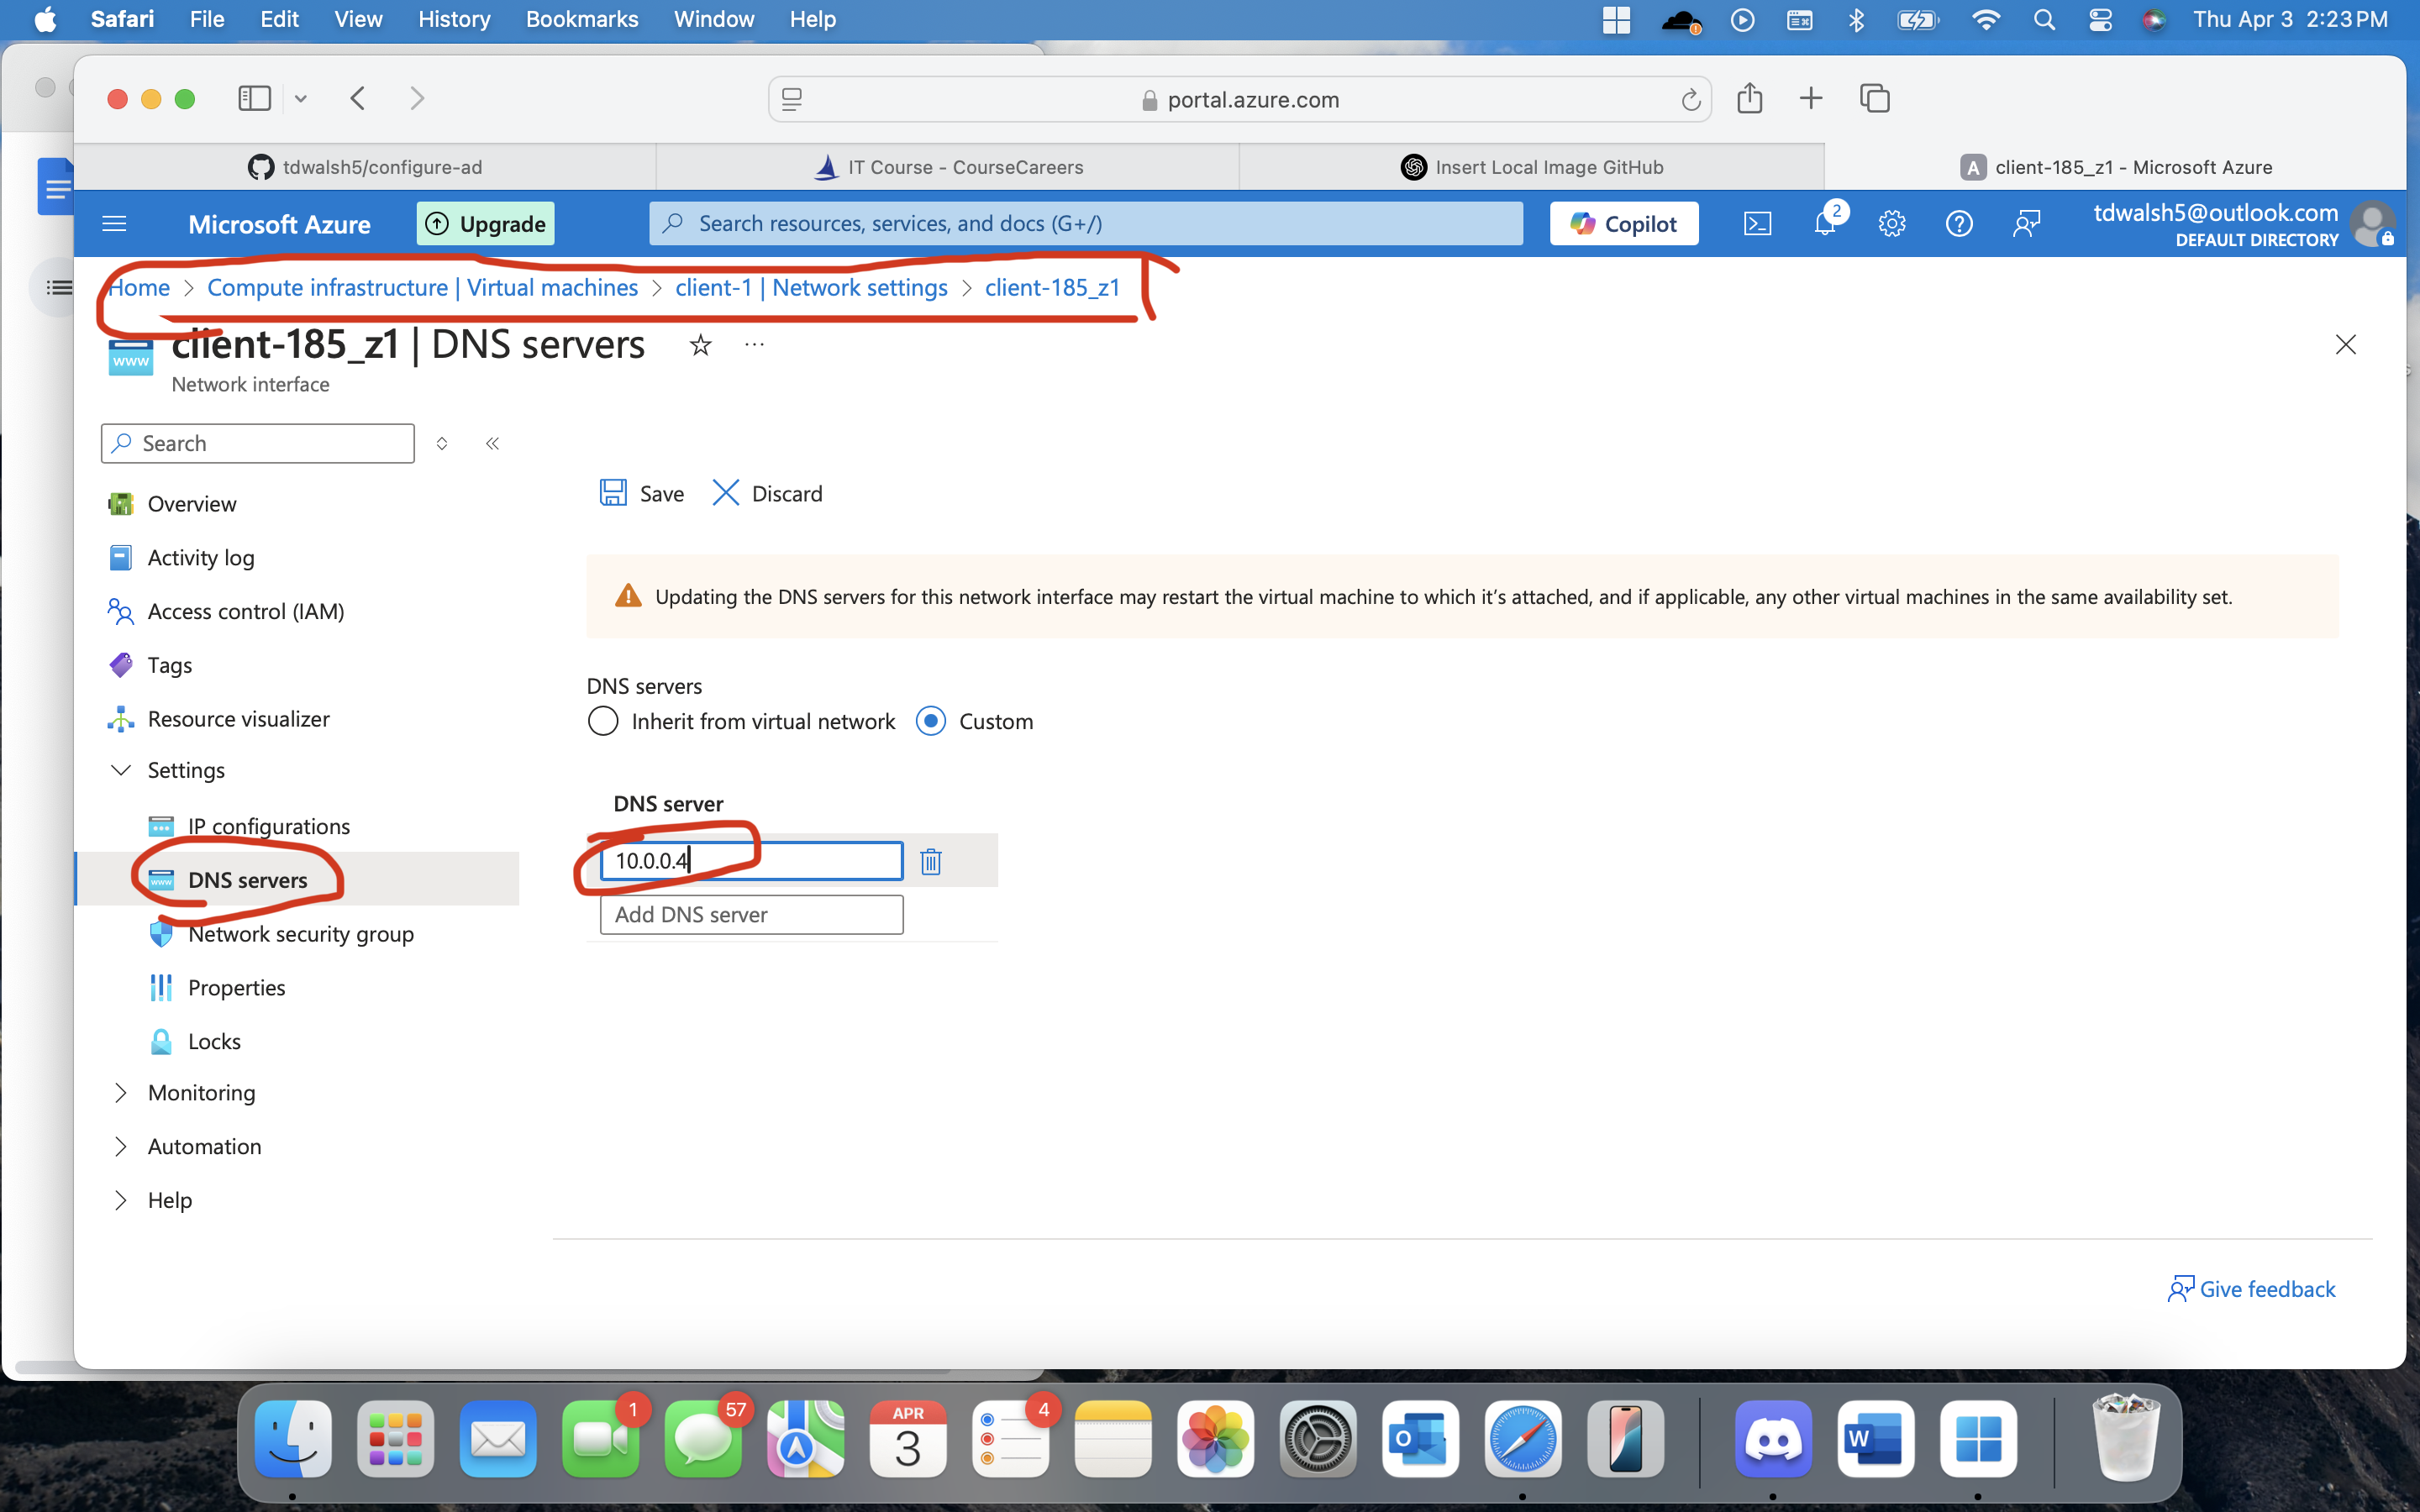 Safari File Edit View History Bookmarks Window Help Thu Apr 3 2:23 PM
portal.azure.com
tdwalsh5/configure-ad IT Course - CourseCareers Insert Local Image GitHub A client-185_z1 - Microsoft Azure
Microsoft Azure Upgrade Search resources, services, and docs (G+/) Copilot 2 tdwalsh5@outlook.com
DEFAULT DIRECTORY
Home > Compute infrastructure | Virtual machines > client-1 | Network settings > client-185_z1
www client-185_z1 | DNS servers ...
Network interface
Search
Overview
Activity log
Access control (IAM)
Tags
Resource visualizer
Settings
IP configurations
www DNS servers
Network security group
Properties
Locks
Monitoring
Automation
Help
Save Discard
Updating the DNS servers for this network interface may restart the virtual machine to which it's attached, and if applicable, any other virtual machines in the same availability set.
DNS servers
Inherit from virtual network Custom
DNS server
10.0.0.4
Add DNS server
Give feedback
1 57 APR 3 4 O W